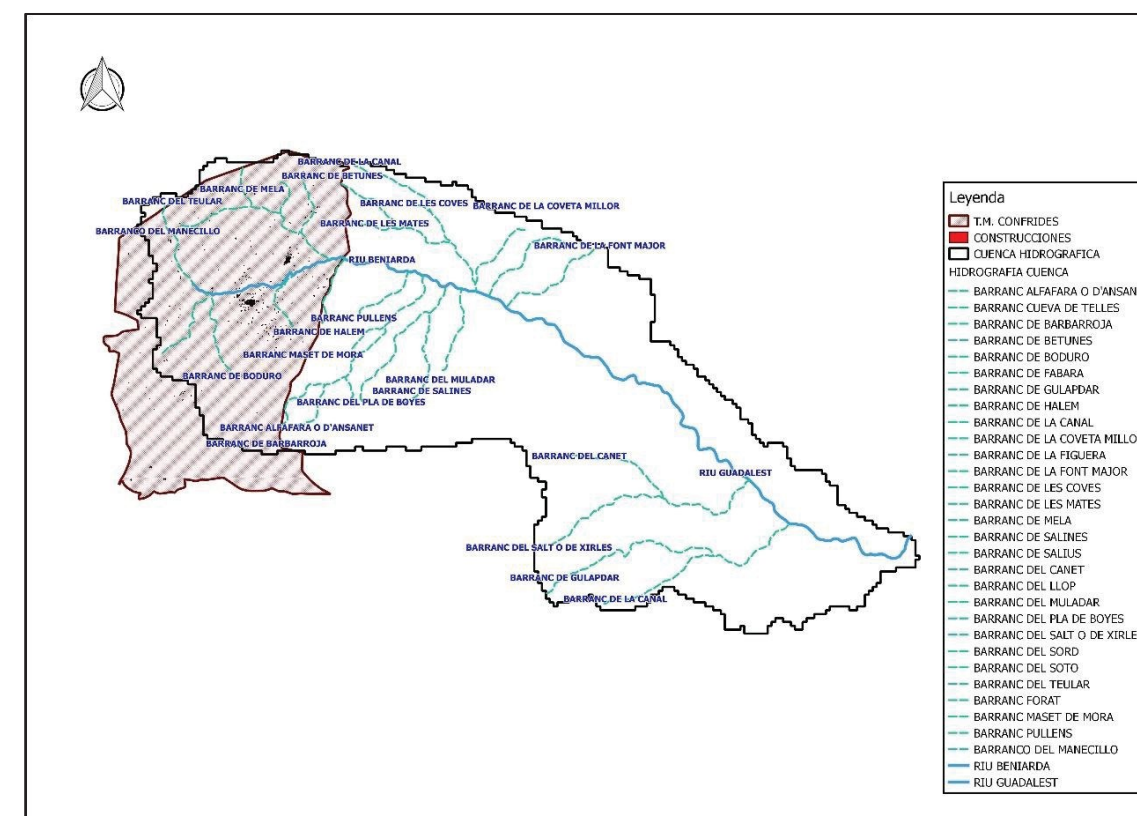 BARRANC DE LA CANAL
BARRANC DE BETUNES
BARRANC DE MELA
BARRANC DEL TEULAR
BARRANC DE LES COVES
BARRANC DE LA COVETA MILLOR
BARRANC DE LES MATES
BARRANCO DEL MANECILLO
BARRANC DE LA FONT MAJOR
RIU BENIARDA
BARRANC PULLENS
BARRANC DE HALEM
BARRANC MASET DE MORA
BARRANC DE BODURO
BARRANC DEL MULADAR
BARRANC DE SALINES
BARRANC DEL PLA DE BOYES
BARRANC ALFAFARA O D'ANSANET
BARRANC DE BARBARROJA
BARRANC DEL CANET
RIU GUADALEST
BARRANC DEL SALT O DE XIRLES
BARRANC DE GULAPDAR
BARRANC DE LA CANAL
Leyenda
T.M. CONFRIDES
CONSTRUCCIONES
CUENCA HIDROGRAFICA
HIDROGRAFIA CUENCA
BARRANC ALFAFARA O D'ANSAN
BARRANC CUEVA DE TELLES
BARRANC DE BARBARROJA
BARRANC DE BETUNES
BARRANC DE BODURO
BARRANC DE FABARA
BARRANC DE GULAPDAR
BARRANC DE HALEM
BARRANC DE LA CANAL
BARRANC DE LA COVETA MILLO
BARRANC DE LA FIGUERA
BARRANC DE LA FONT MAJOR
BARRANC DE LES COVES
BARRANC DE LES MATES
BARRANC DE MELA
BARRANC DE SALINES
BARRANC DE SALIUS
BARRANC DEL CANET
BARRANC DEL LLOP
BARRANC DEL MULADAR
BARRANC DEL PLA DE BOYES
BARRANC DEL SALT O DE XIRLE
BARRANC DEL SORD
BARRANC DEL SOTO
BARRANC DEL TEULAR
BARRANC FORAT
BARRANC MASET DE MORA
BARRANC PULLENS
BARRANCO DEL MANECILLO
RIU BENIARDA
RIU GUADALEST